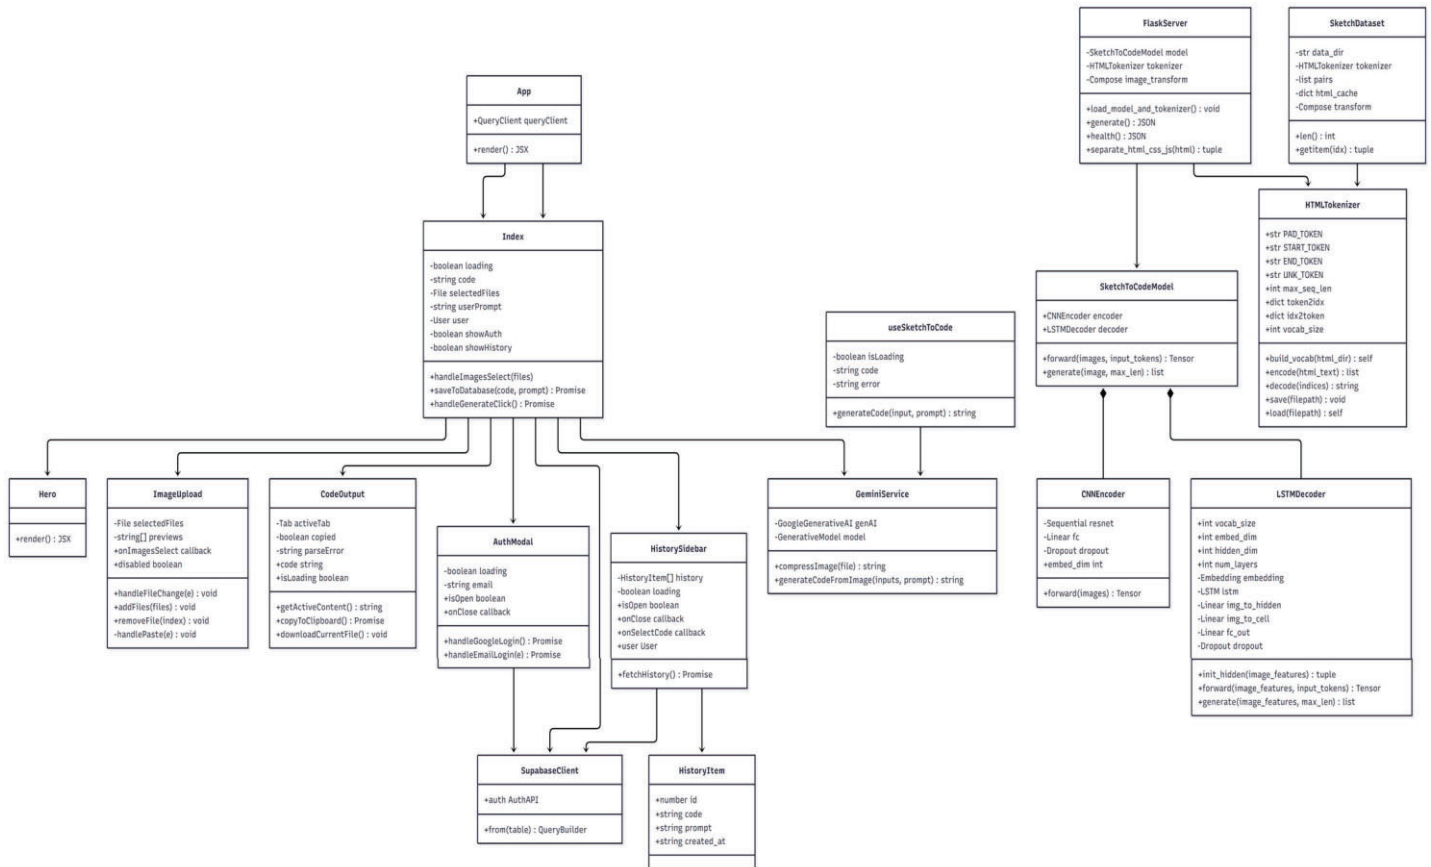 FlaskServer
-SketchToCodeModel model
-HTMLTokenizer tokenizer
-Compose image_transform
+load_model_and_tokenizer() : void
+generate() : JSON
+health() : JSON
+separate_html_css_js(html) : tuple
SketchDataset
-str data_dir
-HTMLTokenizer tokenizer
-list pairs
-dict html_cache
-Compose transform
+len() : int
+getitem(idx) : tuple
App
+QueryClient queryClient
+render() : JSX
HTMLTokenizer
+str PAD_TOKEN
+str START_TOKEN
+str END_TOKEN
+str UNK_TOKEN
+int max_seq_len
+dict token2idx
+dict idx2token
+int vocab_size
+build_vocab(html_dir) : self
+encode(html_text) : list
+decode(indices) : string
+save(filepath) : void
+load(filepath) : self
Index
-boolean loading
-string code
-File selectedFiles
-string userPrompt
-User user
-boolean showAuth
-boolean showHistory
+handleImagesSelect(files)
+saveToDatabase(code, prompt) : Promise
+handleGenerateClick() : Promise
SketchToCodeModel
+CNNEncoder encoder
+LSTMDecoder decoder
+forward(images, input_tokens) : Tensor
+generate(image, max_len) : list
useSketchToCode
-boolean isLoading
-string code
-string error
+generateCode(input, prompt) : string
Hero
+render() : JSX
ImageUpload
-File selectedFiles
-string[] previews
+onImagesSelect callback
+disabled boolean
+handleFileChange(e) : void
+addFiles(files) : void
+removeFile(index) : void
-handlePaste(e) : void
CodeOutput
-Tab activeTab
-boolean copied
-string parseError
+code string
+isLoading boolean
+getActiveContent() : string
+copyToClipboard() : Promise
+downloadCurrentFile() : void
AuthModal
-boolean loading
-string email
+isOpen boolean
+onClose callback
+handleGoogleLogin() : Promise
+handleEmailLogin(e) : Promise
HistorySidebar
-HistoryItem[] history
-boolean loading
+isOpen boolean
+onClose callback
+onSelectCode callback
+user User
+fetchHistory() : Promise
GeminiService
-GoogleGenerativeAI genAI
-GenerativeModel model
+compressImage(file) : string
+generateCodeFromImage(inputs, prompt) : string
CNNEncoder
-Sequential resnet
-Linear fc
-Dropout dropout
+embed_dim int
+forward(images) : Tensor
LSTMDecoder
+int vocab_size
+int embed_dim
+int hidden_dim
+int num_layers
-Embedding embedding
-LSTM lstm
-Linear img_to_hidden
-Linear img_to_cell
-Linear fc_out
-Dropout dropout
+init_hidden(image_features) : tuple
+forward(image_features, input_tokens) : Tensor
+generate(image_features, max_len) : list
SupabaseClient
+auth AuthAPI
+from(table) : QueryBuilder
HistoryItem
+number id
+string code
+string prompt
+string created_at